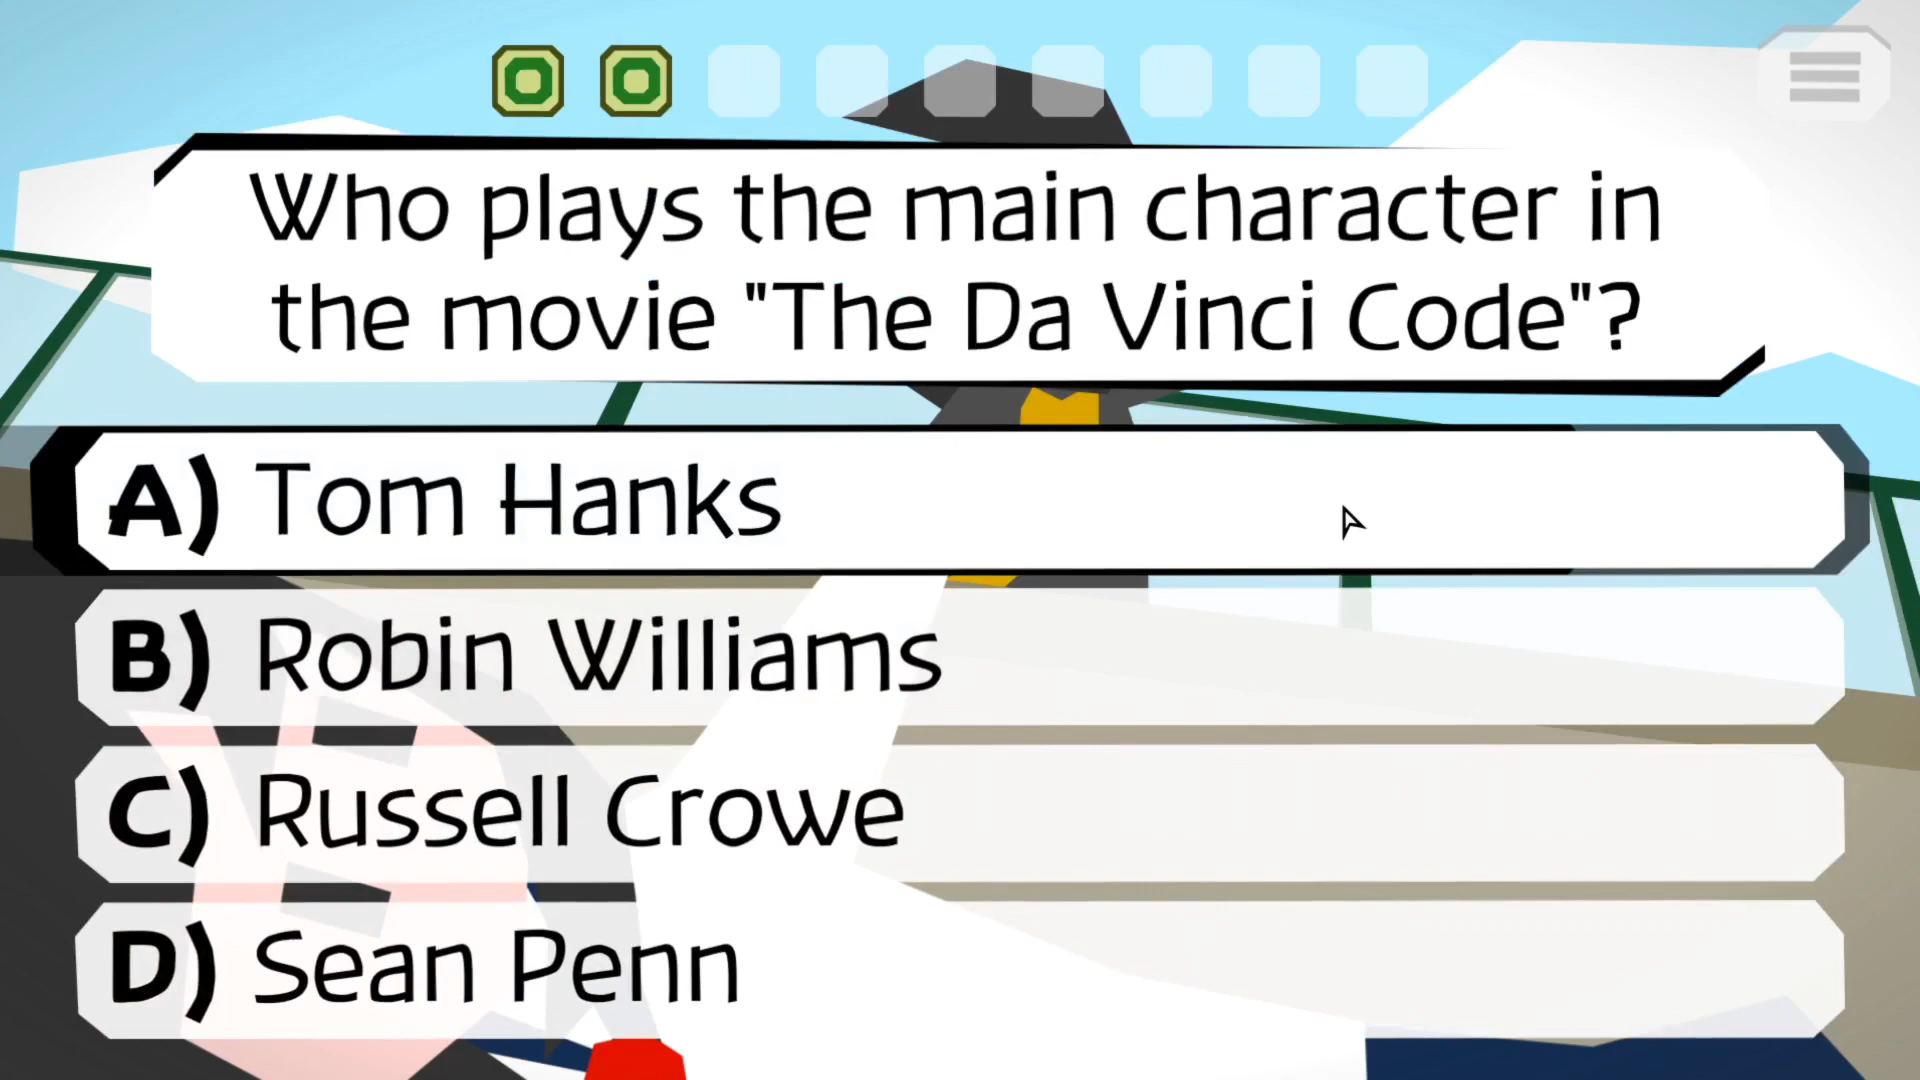 Who plays the main character in
the movie "The Da Vinci Code"?
A) Tom Hanks
B) Robin Williams
C) Russell Crowe
D) Sean Penn